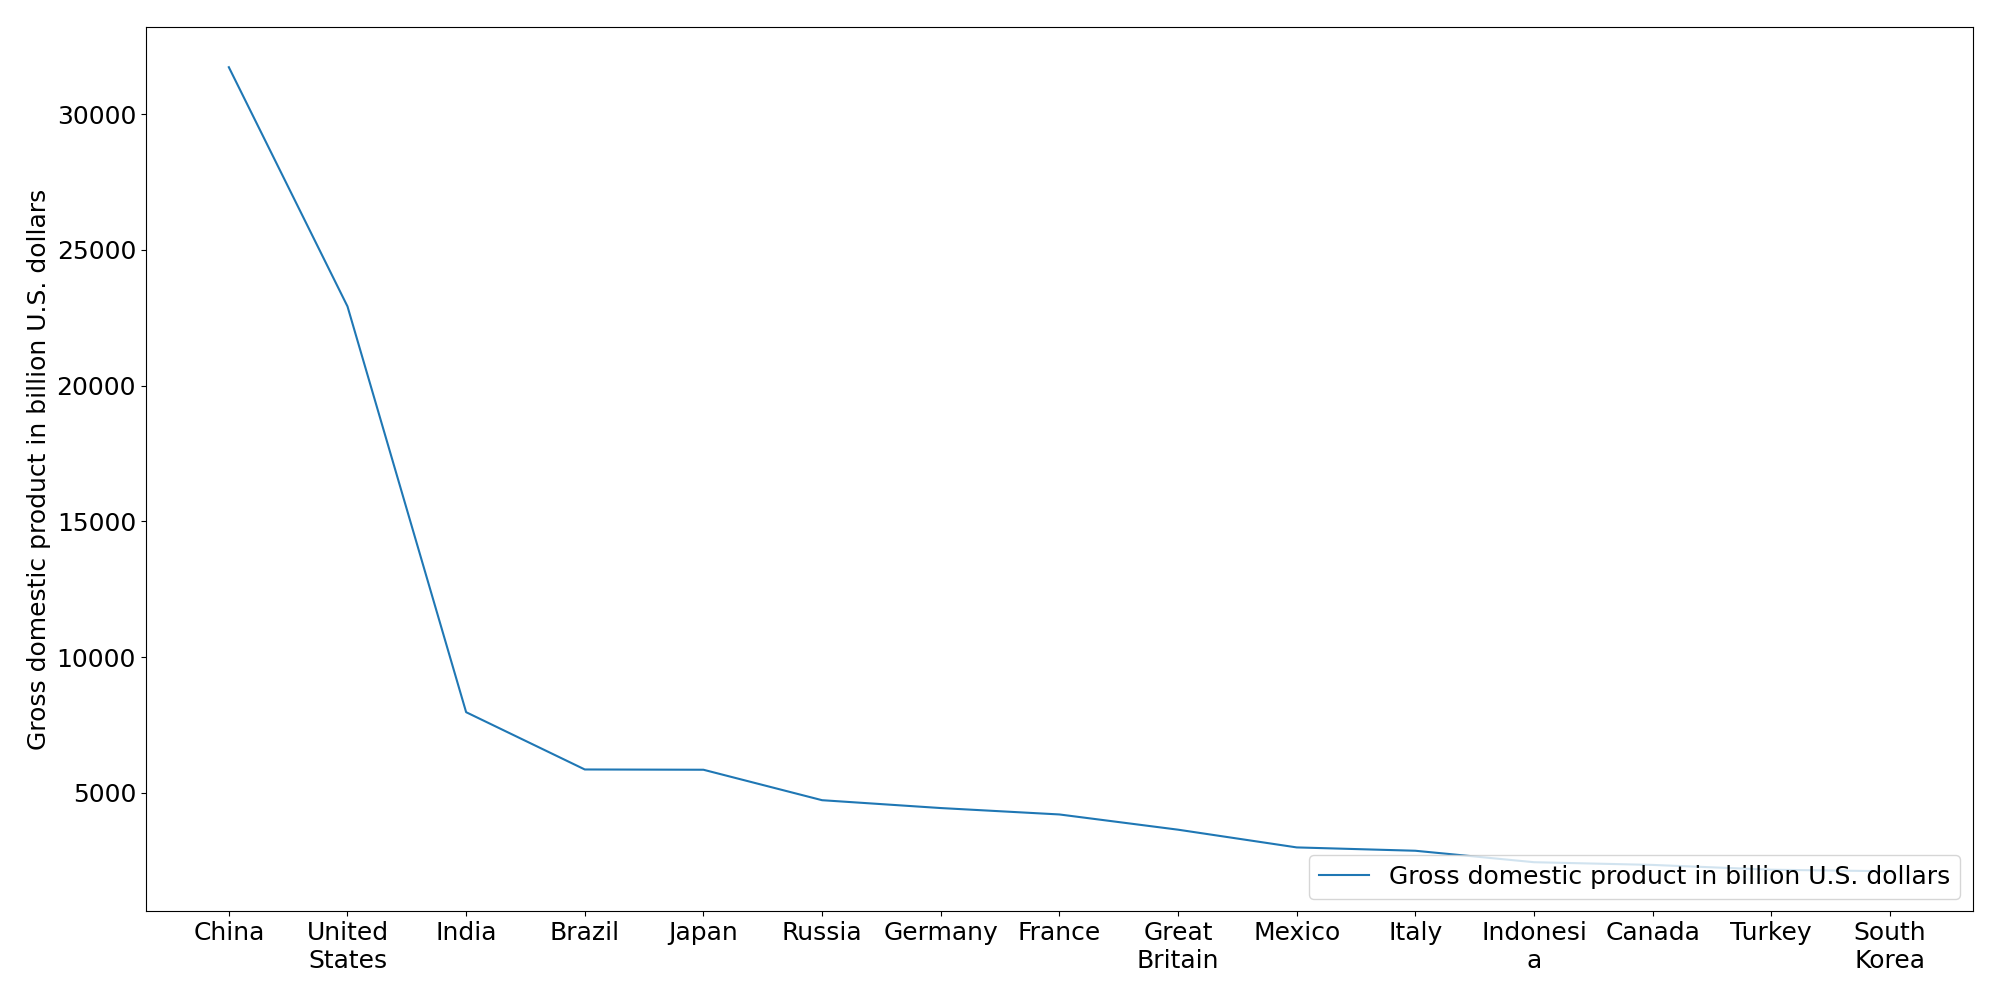 Gross domestic product in billion U.S. dollars
30000
25000
20000
15000
10000
5000
Gross domestic product in billion U.S. dollars
China
United
States
India
Brazil
Japan
Russia
Germany
France
Great
Britain
Mexico
Italy
Indonesi
a
Canada
Turkey
South
Korea